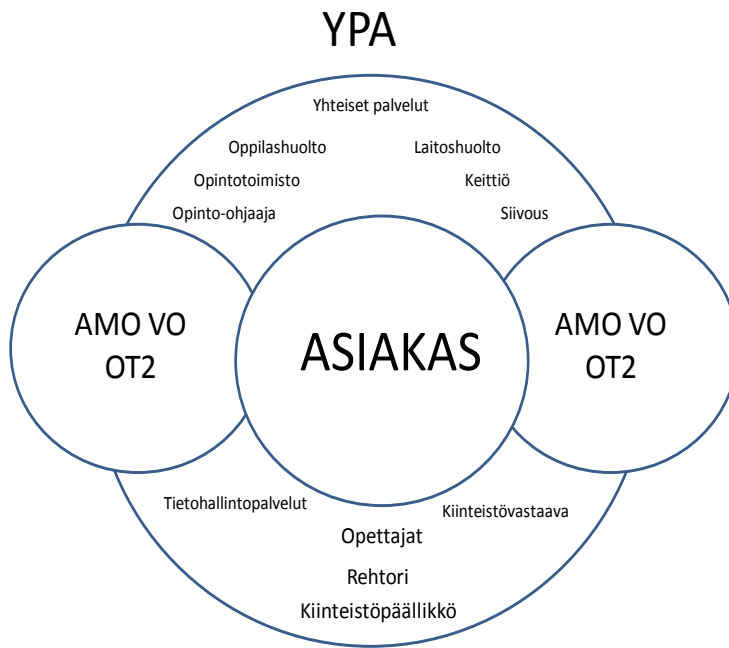 YPA
Yhteiset palvelut
Oppilashuolto
Laitoshuolto
Opintotoimisto
Keittiö
Opinto-ohjaaja
Siivous
AMO VO
OT2
ASIAKAS
AMO VO
OT2
Tietohallintopalvelut
Kiinteistövastaava
Opettajat
Rehtori
Kiinteistöpäällikkö